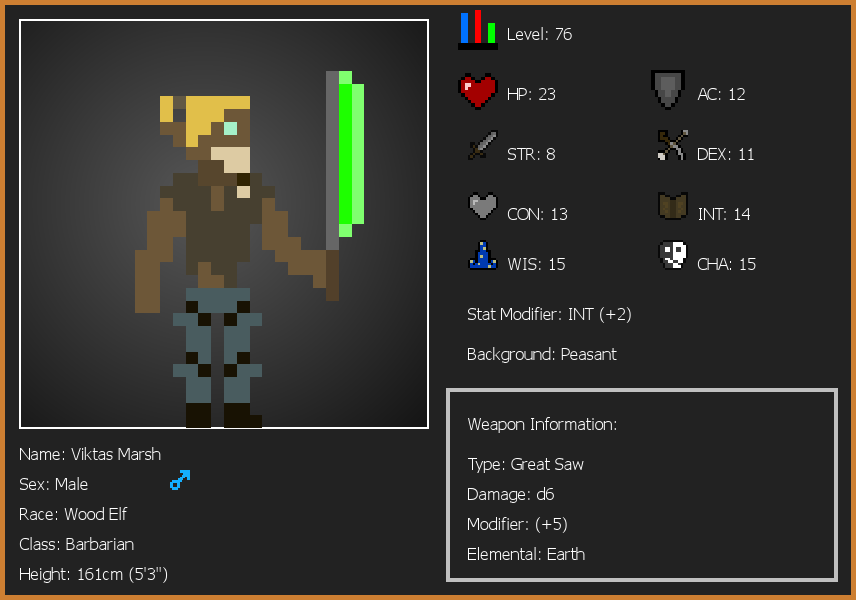 Level: 76
HP: 23
AC: 12
STR: 8
DEX: 11
CON: 13
INT: 14
WIS: 15
CHA: 15
Stat Modifier: INT (+2)
Background: Peasant
Weapon Information:
Type: Great Saw
Damage: d6
Modifier: (+5)
Elemental: Earth
Name: Viktas Marsh
Sex: Male
Race: Wood Elf
Class: Barbarian
Height: 161cm (5'3")